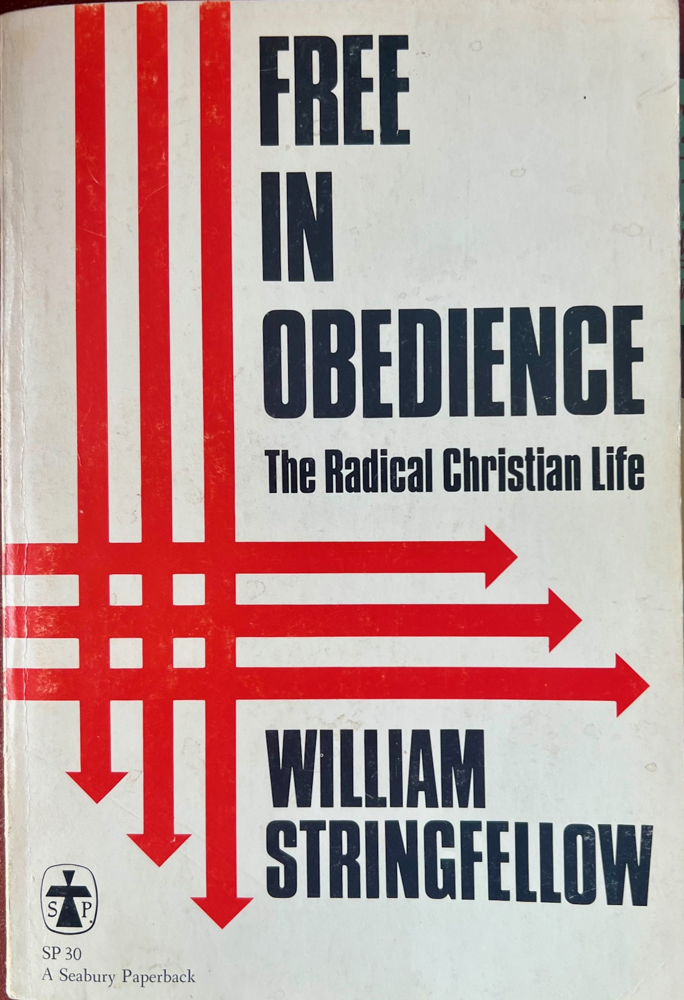 FREE
IN
OBEDIENCE
The Radical Christian Life
WILLIAM
STRINGFELLOW
S P.
SP 30
A Seabury Paperback